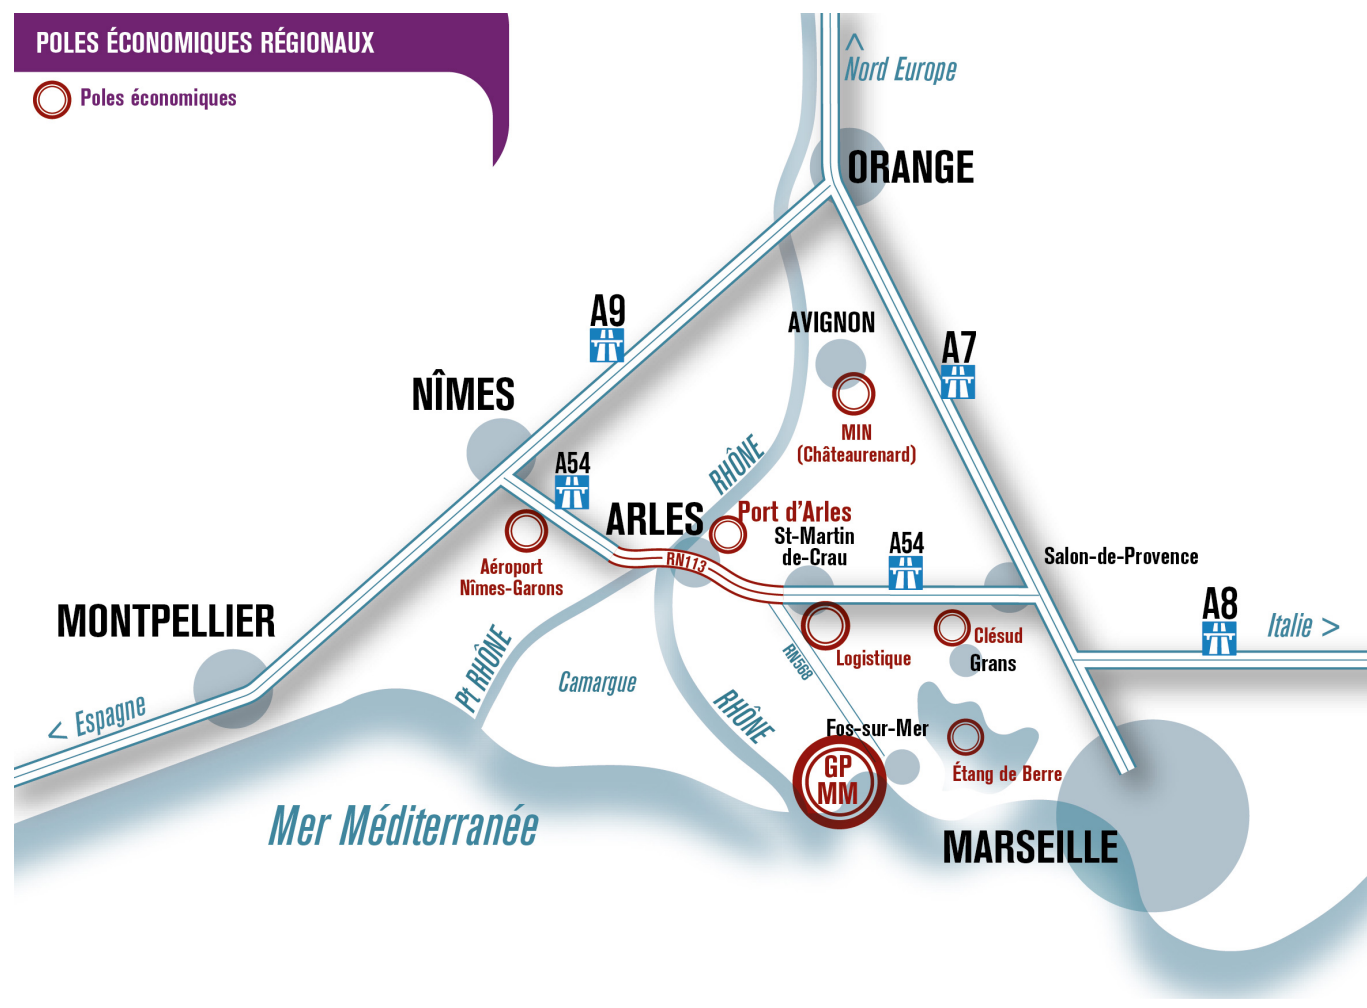 POLES ÉCONOMIQUES RÉGIONAUX
Poles économiques
^
Nord Europe
ORANGE
A9
AVIGNON
A7
NÎMES
MIN
(Châteaurenard)
RHÔNE
A54
ARLES
Port d'Arles
St-Martin
de-Crau
A54
Salon-de-Provence
RN113
Aéroport
Nîmes-Garons
MONTPELLIER
A8
Italie >
Clésud
Logistique
Grans
RN568
Pt RHÔNE
Camargue
RHÔNE
< Espagne
Fos-sur-Mer
GP
MM
Étang de Berre
Mer Méditerranée
MARSEILLE